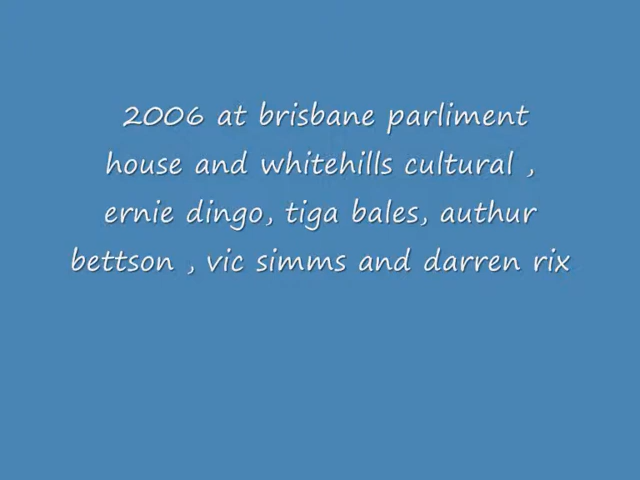 2006 at brisbane parliment
house and whitehills cultural ,
ernie dingo, tiga bales, authur
bettson , vic simms and darren rix